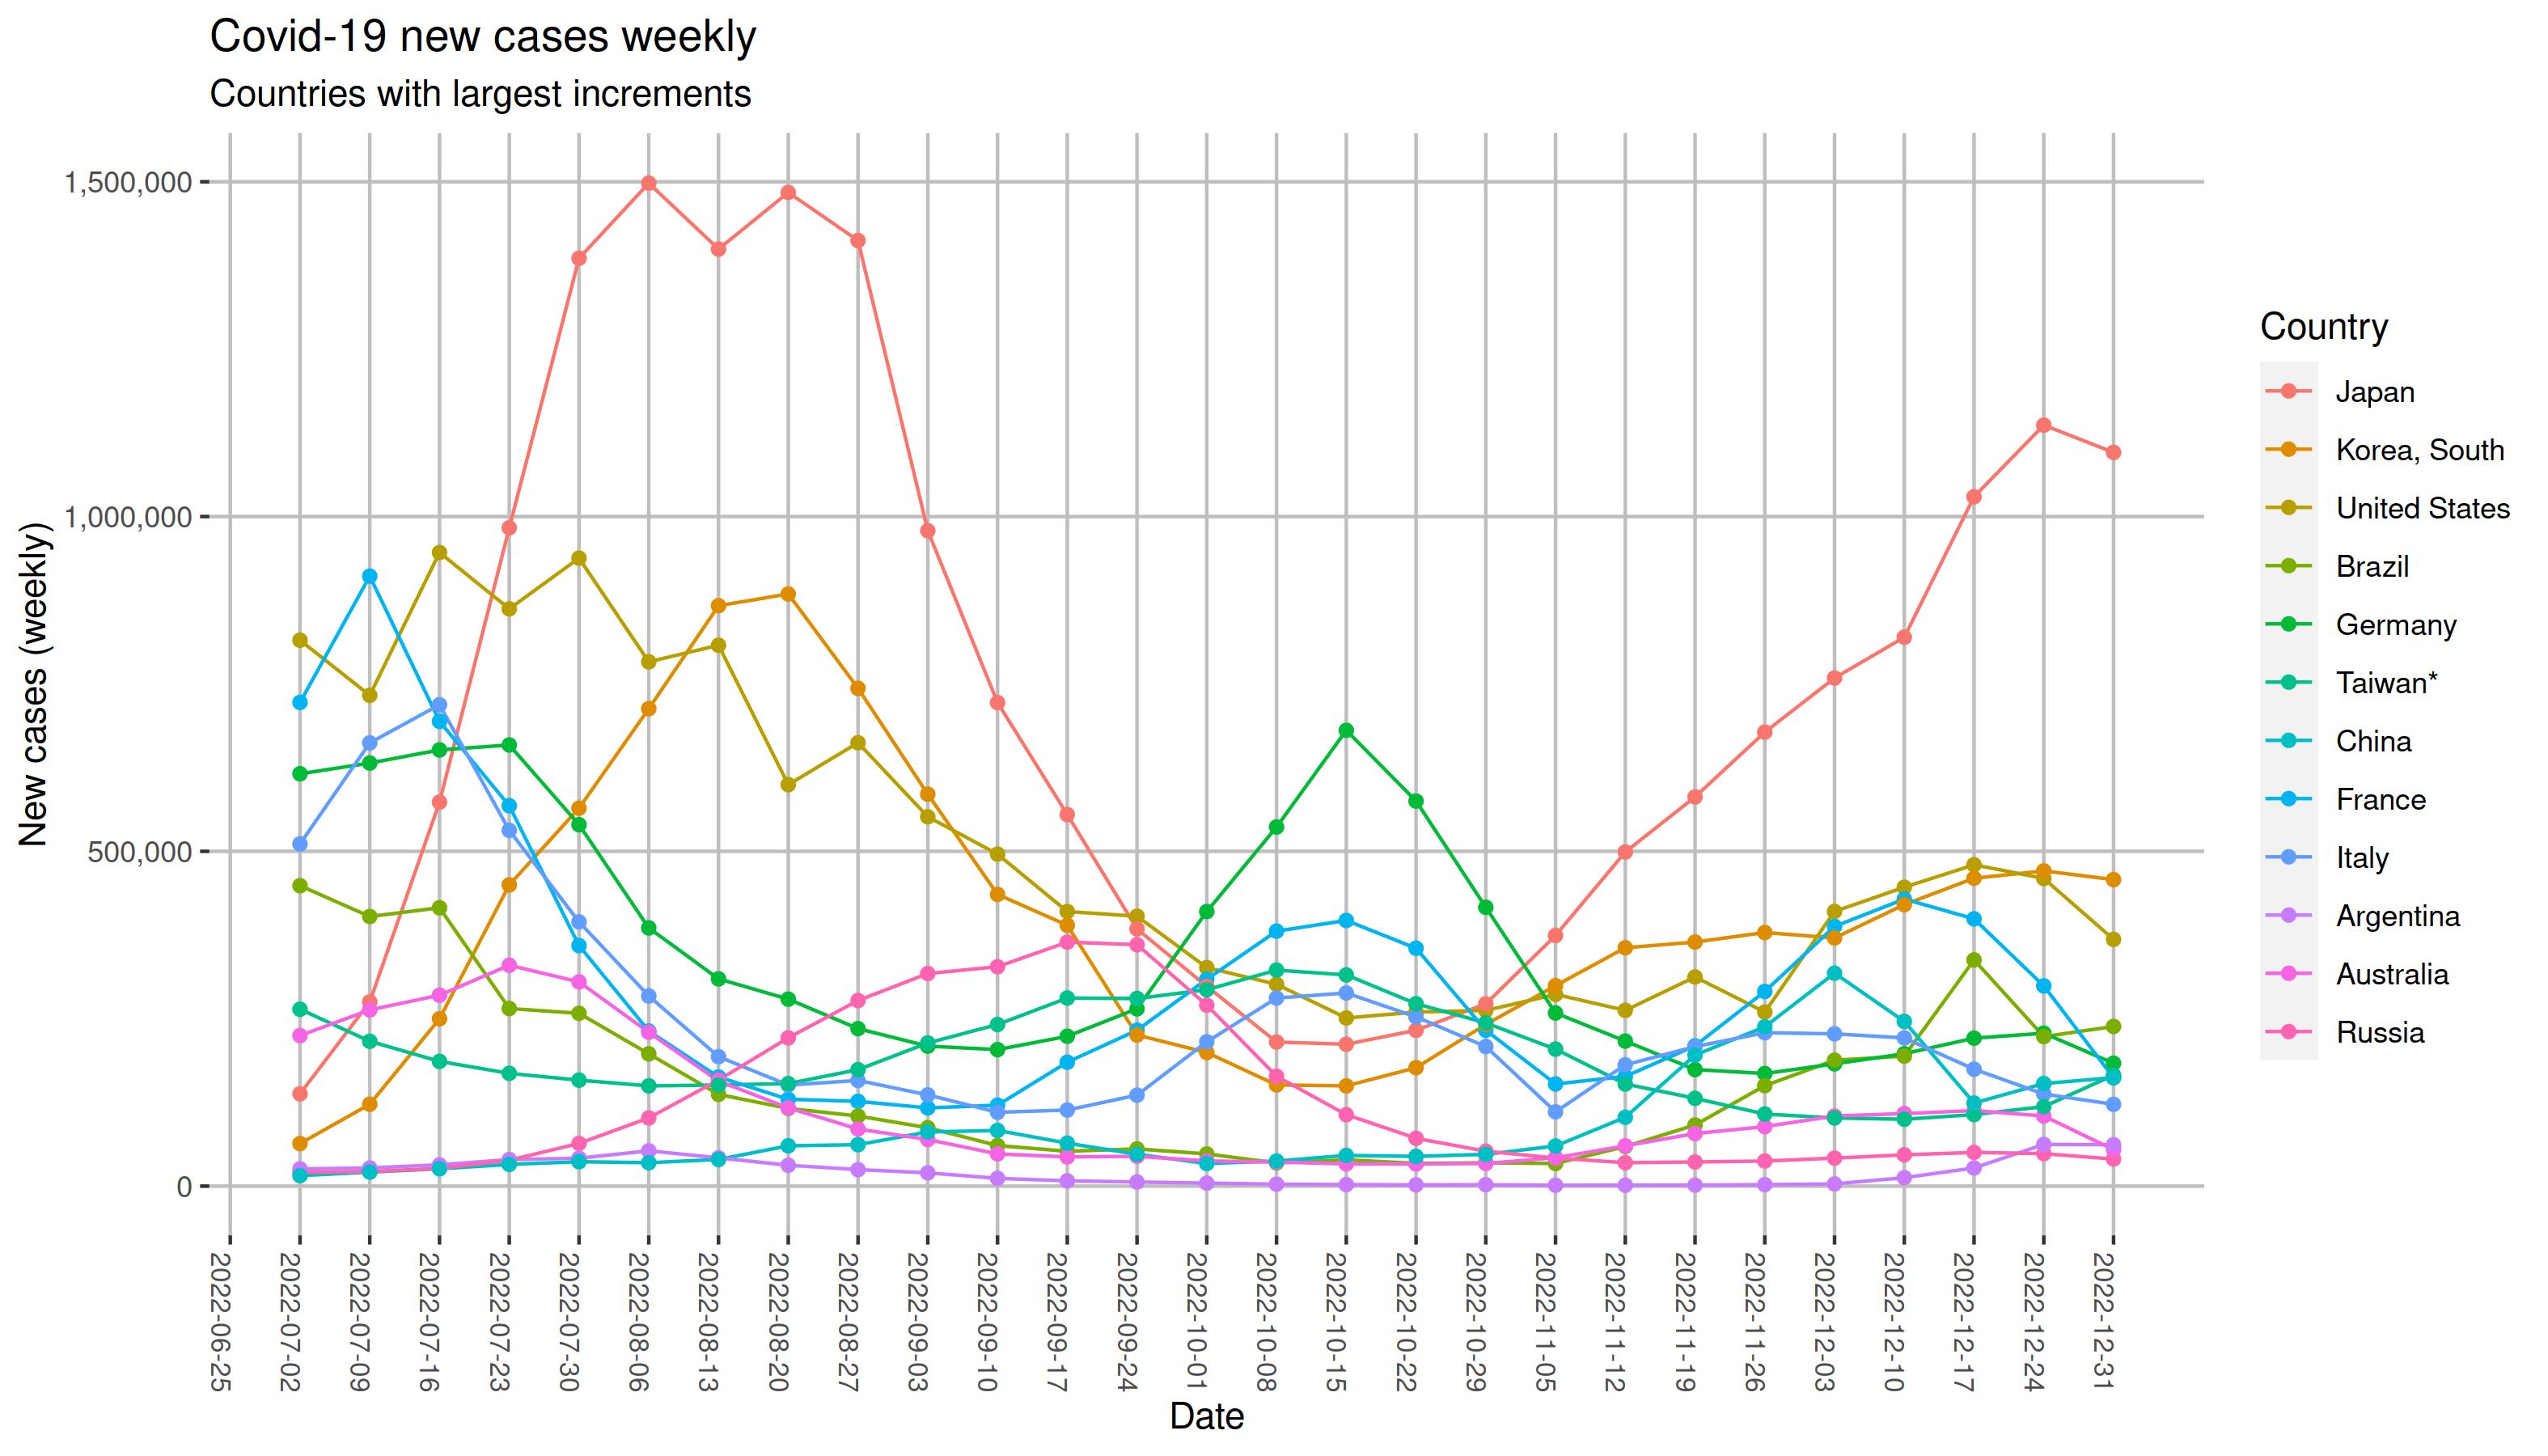 Covid-19 new cases weekly
Countries with largest increments
New cases (weekly)
1,500,000
1,000,000
500,000
0
2022-06-25
2022-07-02
2022-07-09
2022-07-16
2022-07-23
2022-07-30
2022-08-06
2022-08-13
2022-08-20
2022-08-27
2022-09-03
2022-09-10
2022-09-17
2022-09-24
2022-10-01
2022-10-08
2022-10-15
2022-10-22
2022-10-29
2022-11-05
2022-11-12
2022-11-19
2022-11-26
2022-12-03
2022-12-10
2022-12-17
2022-12-24
2022-12-31
Date
Country
Japan
Korea, South
United States
Brazil
Germany
Taiwan*
China
France
Italy
Argentina
Australia
Russia